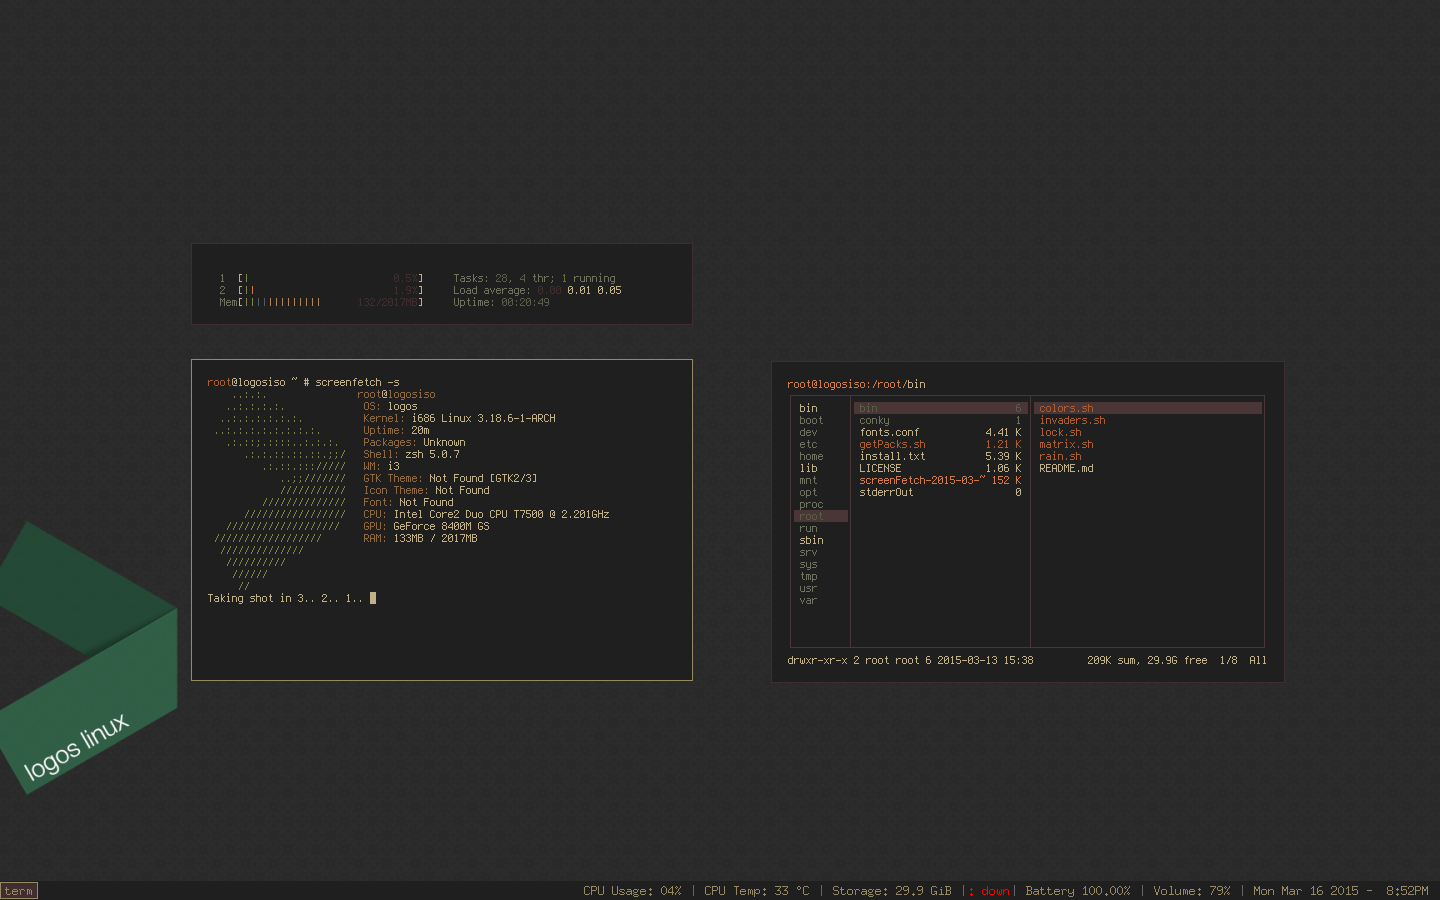 1 [| 0.5%] Tasks: 28, 4 thr; 1 running
2 [|| 1.9%] Load average: 0.00 0.01 0.05
Mem[||||||||||||| 132/2017MB] Uptime: 00:20:49
root@logosiso ~ # screenfetch -s
root@logosiso
OS: logos
Kernel: i686 Linux 3.18.6-1-ARCH
Uptime: 20m
Packages: Unknown
Shell: zsh 5.0.7
WM: i3
GTK Theme: Not Found [GTK2/3]
Icon Theme: Not Found
Font: Not Found
CPU: Intel Core2 Duo CPU T7500 @ 2.201GHz
GPU: GeForce 8400M GS
RAM: 133MB / 2017MB
Taking shot in 3.. 2.. 1..
root@logosiso:/root/bin
bin bin 6 colors.sh
boot conky 1 invaders.sh
dev fonts.conf 4.41 K lock.sh
etc getPacks.sh 1.21 K matrix.sh
home install.txt 5.39 K rain.sh
lib LICENSE 1.06 K README.md
mnt screenFetch-2015-03-~ 152 K
opt stderrOut 0
proc
root
run
sbin
srv
sys
tmp
usr
var
drwxr-xr-x 2 root root 6 2015-03-13 15:38 209K sum, 29.9G free 1/8 All
logos linux
term CPU Usage: 04% | CPU Temp: 33 °C | Storage: 29.9 GiB |: down| Battery 100.00% | Volume: 79% | Mon Mar 16 2015 - 8:52PM